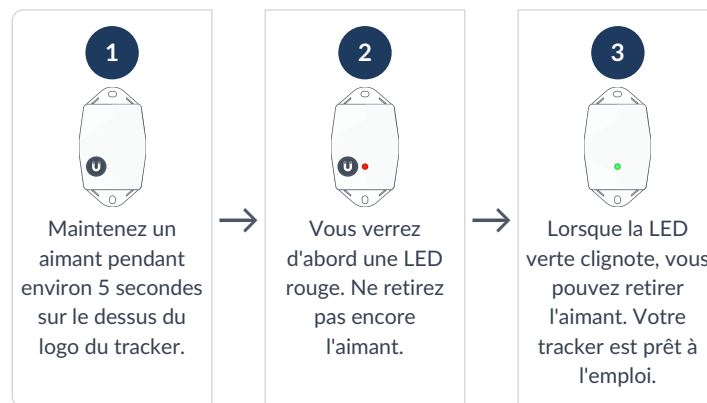 1
Maintenez un
aimant pendant
environ 5 secondes
sur le dessus du
logo du tracker.
2
Vous verrez
d'abord une LED
rouge. Ne retirez
pas encore
l'aimant.
3
Lorsque la LED
verte clignote, vous
pouvez retirer
l'aimant. Votre
tracker est prêt à
l'emploi.